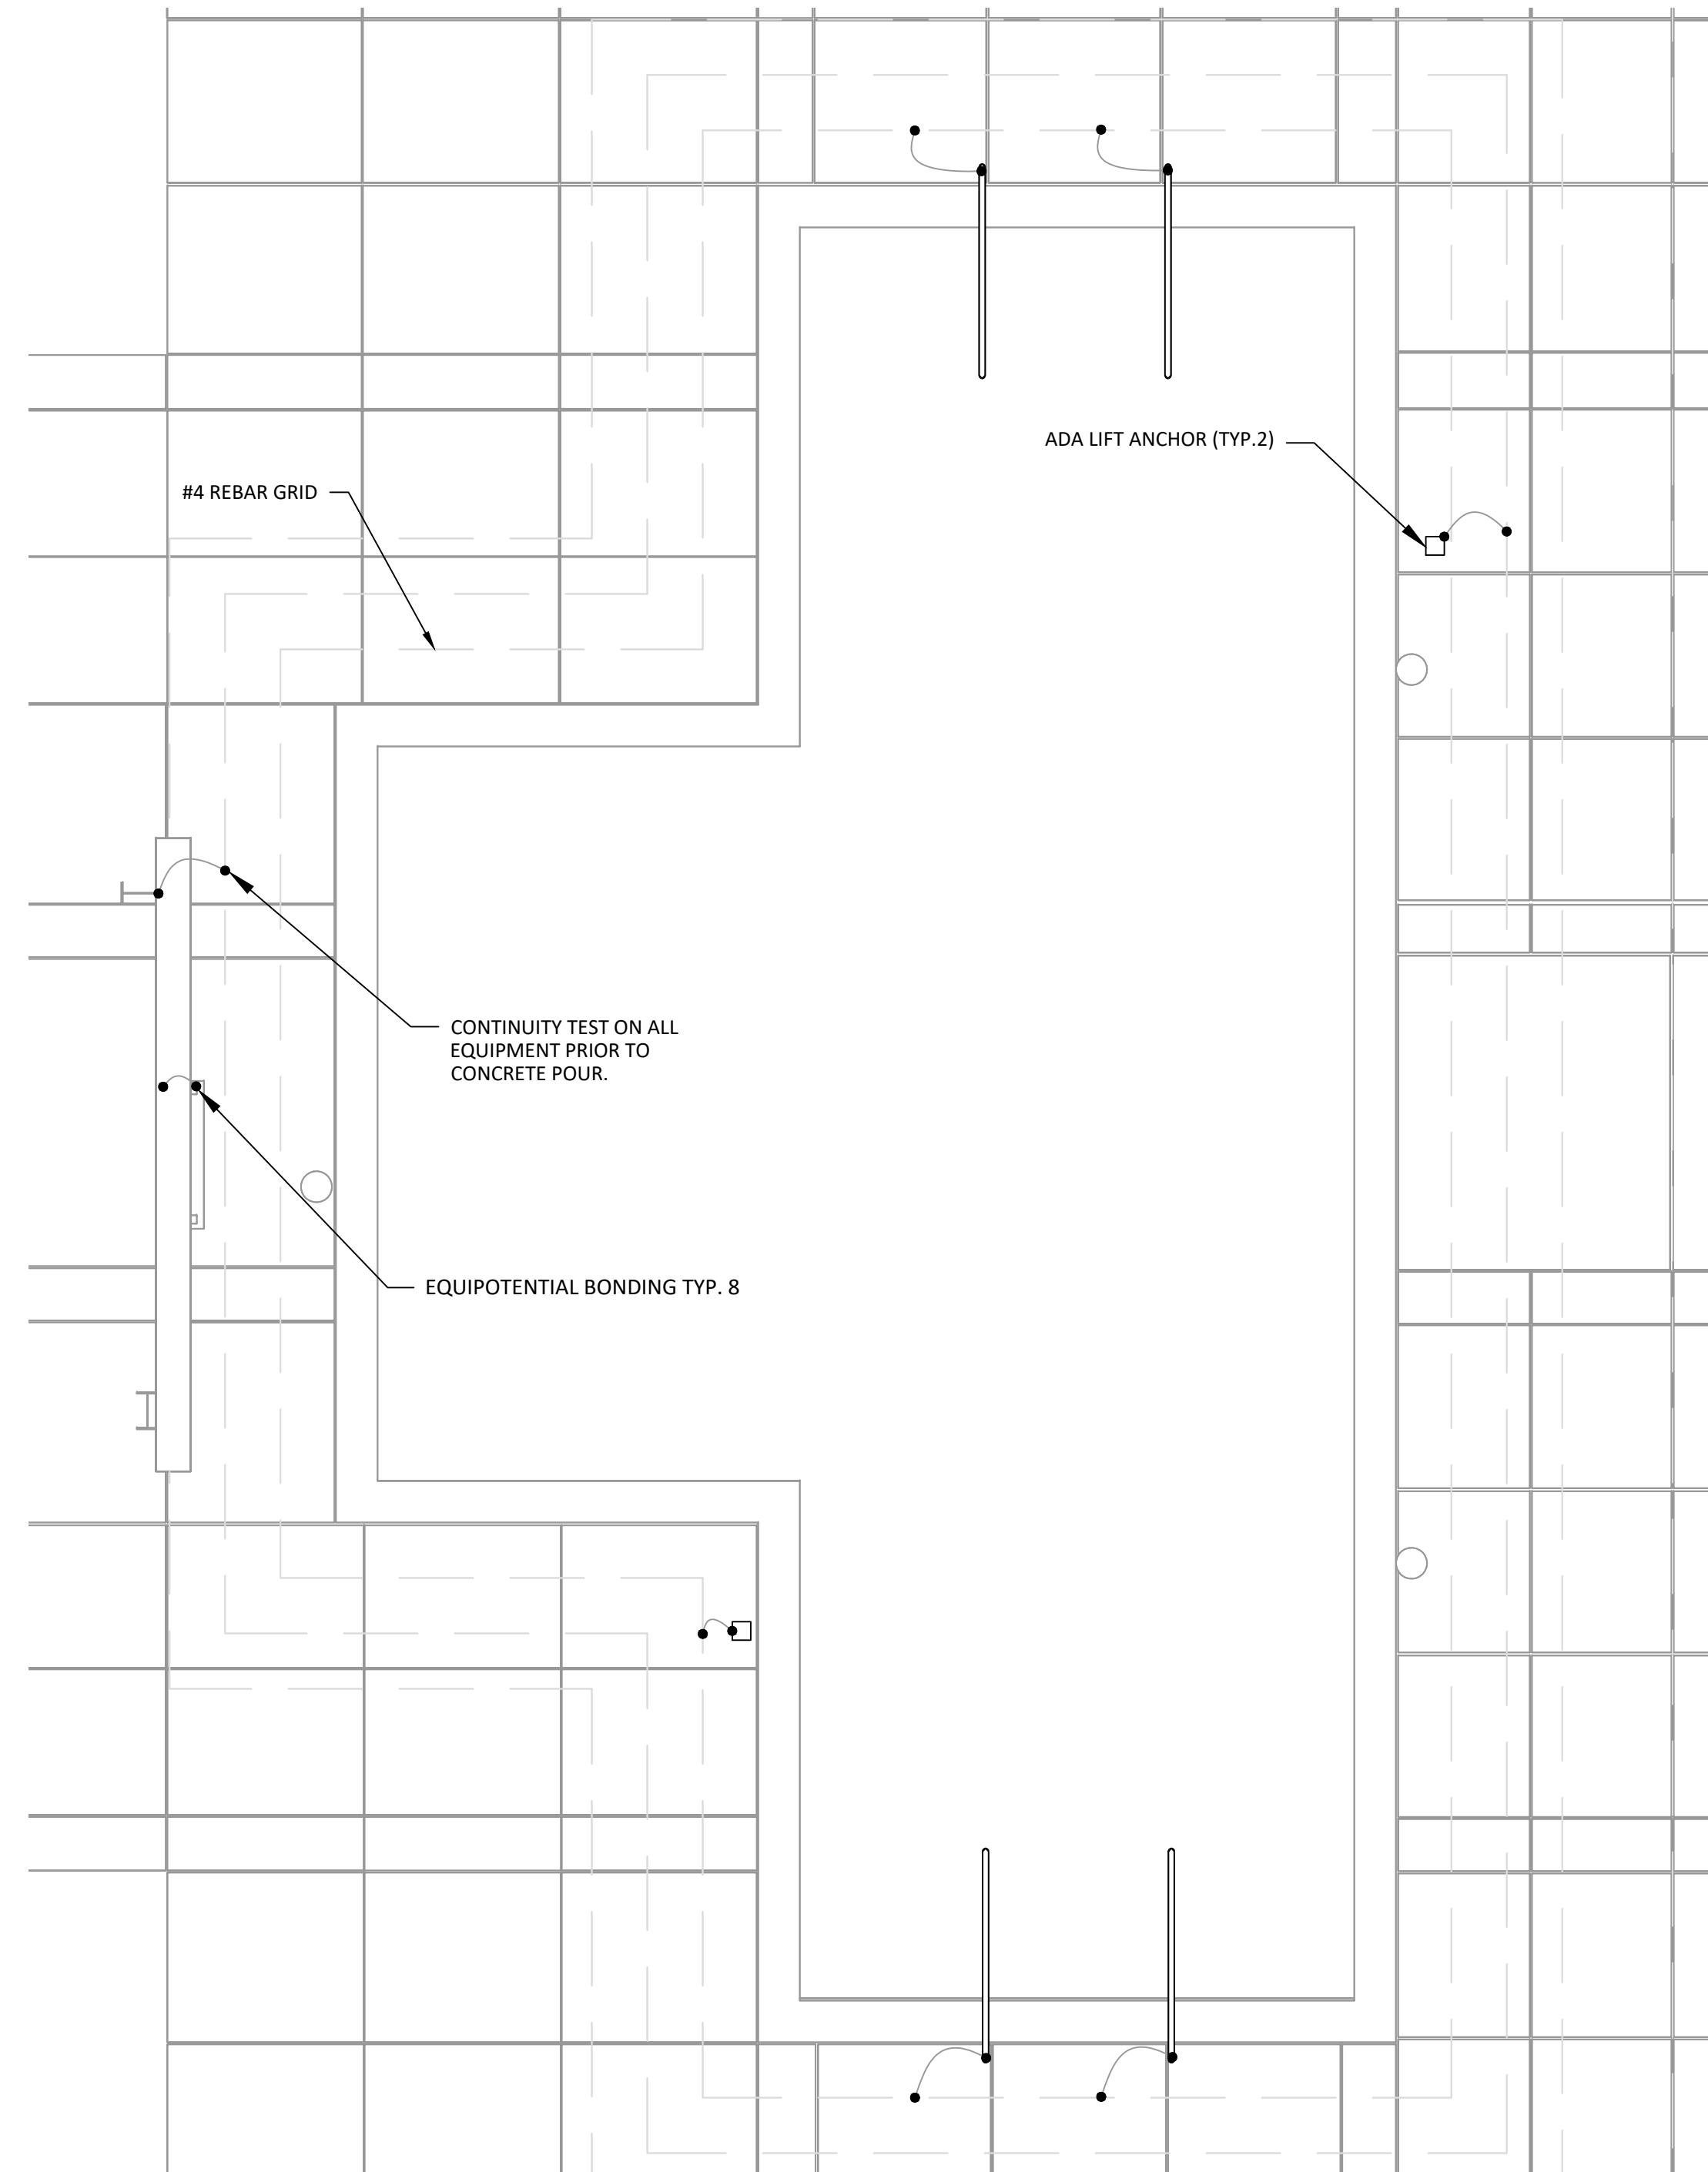 ADA LIFT ANCHOR (TYP.2)
#4 REBAR GRID
CONTINUITY TEST ON ALL
EQUIPMENT PRIOR TO
CONCRETE POUR.
EQUIPOTENTIAL BONDING TYP. 8